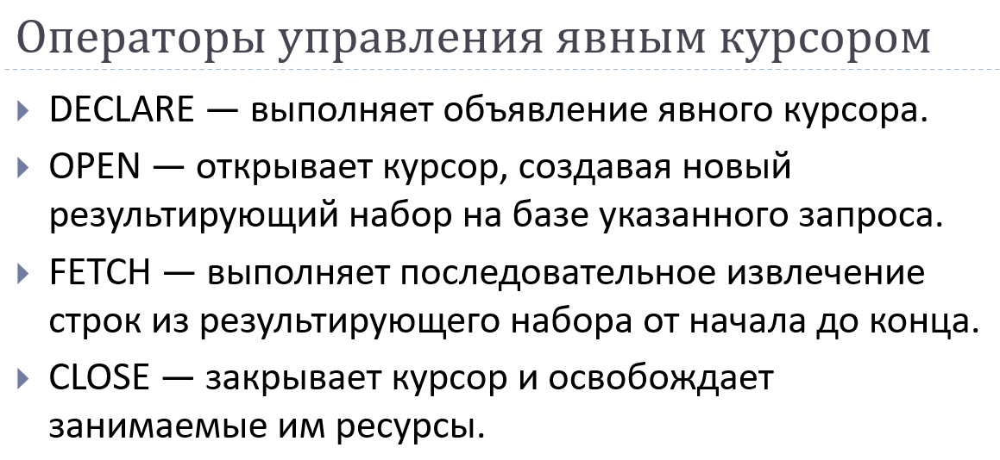 Операторы управления явным курсором
DECLARE — выполняет объявление явного курсора.
OPEN — открывает курсор, создавая новый
результирующий набор на базе указанного запроса.
FETCH — выполняет последовательное извлечение
строк из результирующего набора от начала до конца.
CLOSE — закрывает курсор и освобождает
занимаемые им ресурсы.